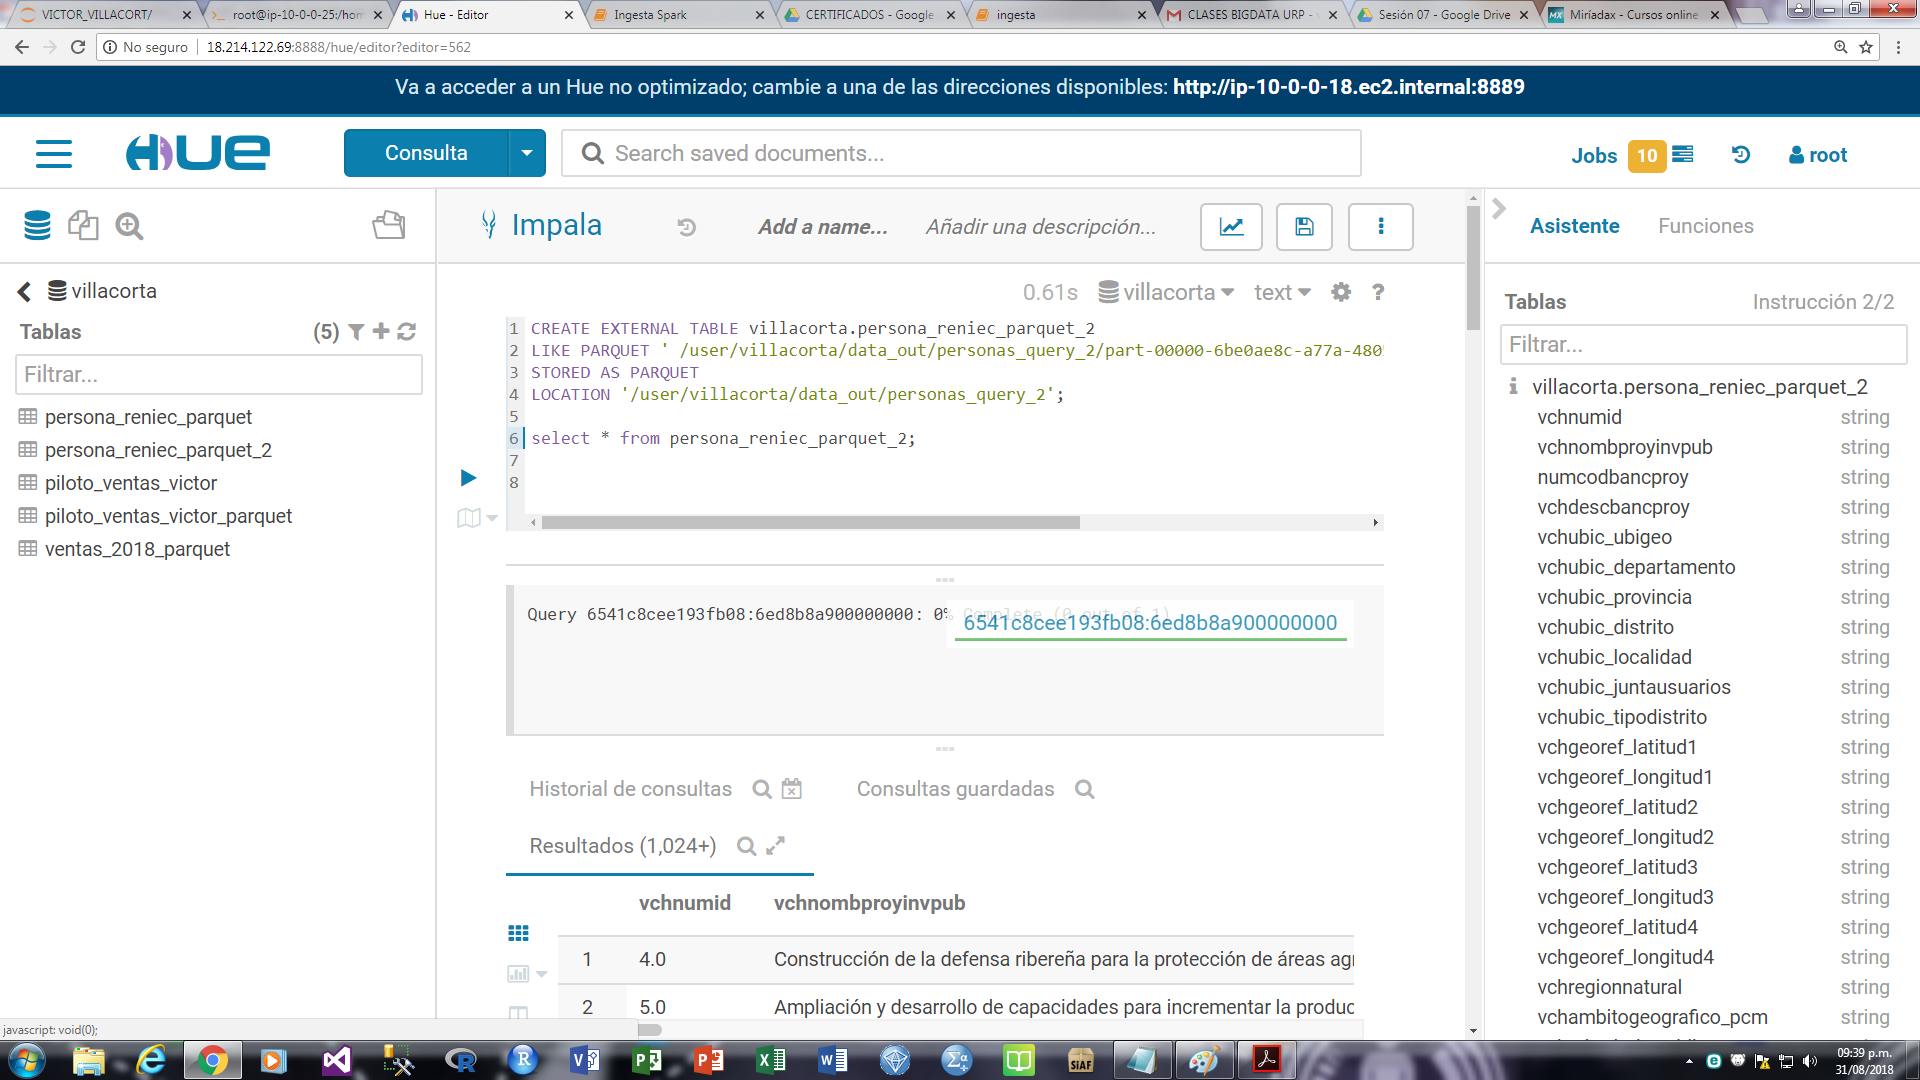 VICTOR_VILLACORT/
root@ip-10-0-0-25:/hom
Hue - Editor
Ingesta Spark
CERTIFICADOS - Google
ingesta
CLASES BIGDATA URP -
Sesión 07 - Google Drive
Miríadax - Cursos online
No seguro
18.214.122.69:8888/hue/editor?editor=562
Va a acceder a un Hue no optimizado; cambie a una de las direcciones disponibles: http://ip-10-0-0-18.ec2.internal:8889
HUE
Consulta
Search saved documents...
Jobs 10
root
Impala
Add a name...
Añadir una descripción...
Asistente
Funciones
villacorta
Tablas (5)
Filtrar...
persona_reniec_parquet
persona_reniec_parquet_2
piloto_ventas_victor
piloto_ventas_victor_parquet
ventas_2018_parquet
0.61s villacorta text ?
1 CREATE EXTERNAL TABLE villacorta.persona_reniec_parquet_2
2 LIKE PARQUET ' /user/villacorta/data_out/personas_query_2/part-00000-6be0ae8c-a77a-480
3 STORED AS PARQUET
4 LOCATION '/user/villacorta/data_out/personas_query_2';
5
6 select * from persona_reniec_parquet_2;
7
8
Query 6541c8cee193fb08:6ed8b8a900000000: 0% Complete (0 out of 1)
6541c8cee193fb08:6ed8b8a900000000
Historial de consultas
Consultas guardadas
Resultados (1,024+)
vchnumid vchnombproyinvpub
1 4.0 Construcción de la defensa ribereña para la protección de áreas agr
2 5.0 Ampliación y desarrollo de capacidades para incrementar la produc
Tablas
Instrucción 2/2
Filtrar...
villacorta.persona_reniec_parquet_2
vchnumid string
vchnombproyinvpub string
numcodbancproy string
vchdescbancproy string
vchubic_ubigeo string
vchubic_departamento string
vchubic_provincia string
vchubic_distrito string
vchubic_localidad string
vchubic_juntausuarios string
vchubic_tipodistrito string
vchgeoref_latitud1 string
vchgeoref_longitud1 string
vchgeoref_latitud2 string
vchgeoref_longitud2 string
vchgeoref_latitud3 string
vchgeoref_longitud3 string
vchgeoref_latitud4 string
vchgeoref_longitud4 string
vchregionnatural string
vchambitogeografico_pcm string
javascript: void(0);
SIAF
09:39 p.m.
31/08/2018